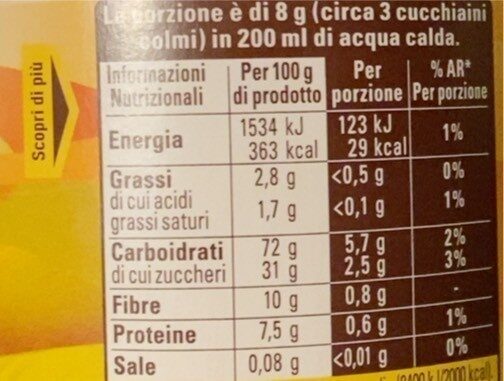 La porzione è di 8 g (circa 3 cucchiaini
colmi) in 200 ml di acqua calda.
Scopri di più
Informazioni Nutrizionali Per 100 g di prodotto Per porzione % AR* Per porzione
Energia 1534 kJ 123 kJ
363 kcal 29 kcal 1%
Grassi 2,8 g <0,5 g 0%
di cui acidi
grassi saturi 1,7 g <0,1 g 1%
Carboidrati 72 g 5,7 g 2%
di cui zuccheri 31 g 2,5 g 3%
Fibre 10 g 0,8 g -
Proteine 7,5 g 0,6 g 1%
Sale 0,08 g <0,01 g 0%